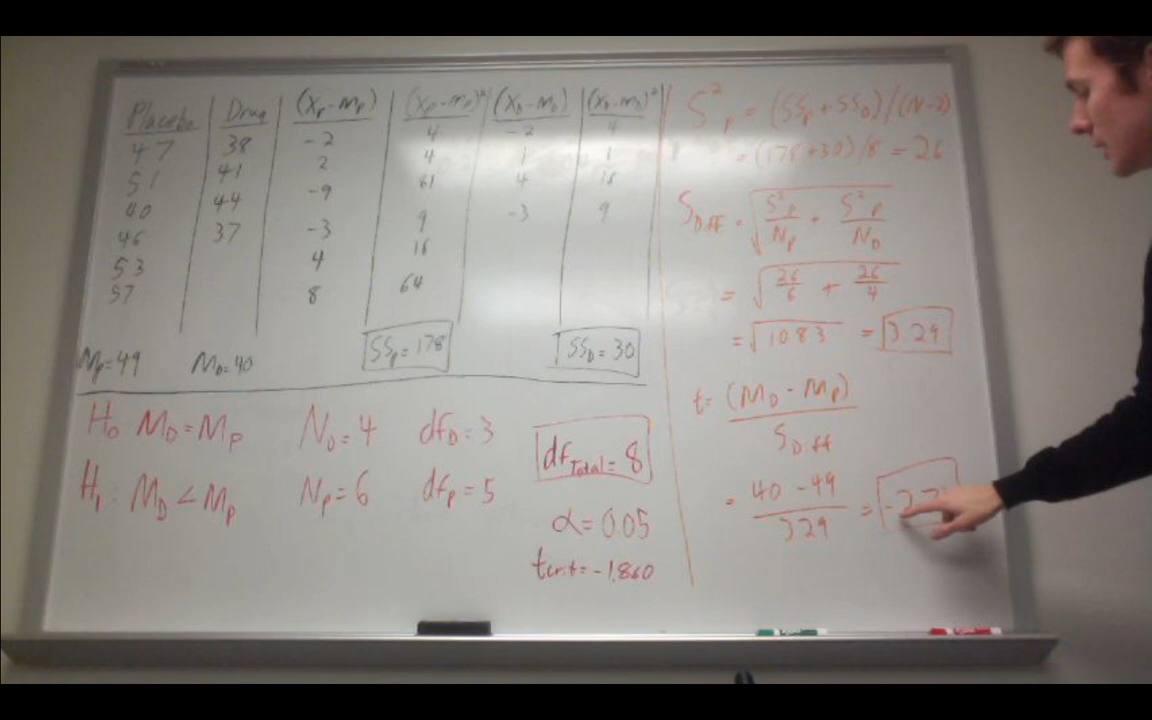 Placebo Drug (Xp-Mp) (Xp-Mp)² (XD-MD) (XD-MD)²
47 38 -2 4 -2 4
51 41 2 4 1 1
40 44 -9 81 4 16
46 37 -3 9 -3 9
53 4 16
57 8 64
SSp=178 SSD=30
Mp=49 MD=40
H₀ MD=Mp ND=4 dfD=3
dfTotal=8
H₁: MD<Mp Np=6 dfp=5
α=0.05
tcrit=-1.860
S²p = (SSp+SSD)/(N-2)
=(178+30)/8=26
SDiff = √S²p/Np + S²p/ND
= √26/6 + 26/4
=√10.83 = 3.29
t= (MD-Mp)/SDiff
= 40-49/3.29 =